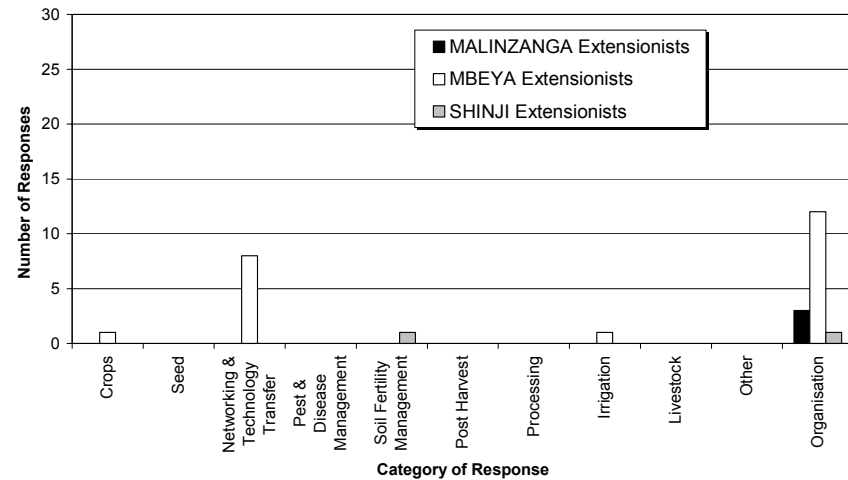 30
25
20
15
10
5
0
Number of Responses
MALINZANGA Extensionists
MBEYA Extensionists
SHINJI Extensionists
Crops
Seed
Networking &
Technology
Transfer
Pest &
Disease
Management
Soil Fertility
Management
Post Harvest
Processing
Irrigation
Livestock
Other
Organisation
Category of Response